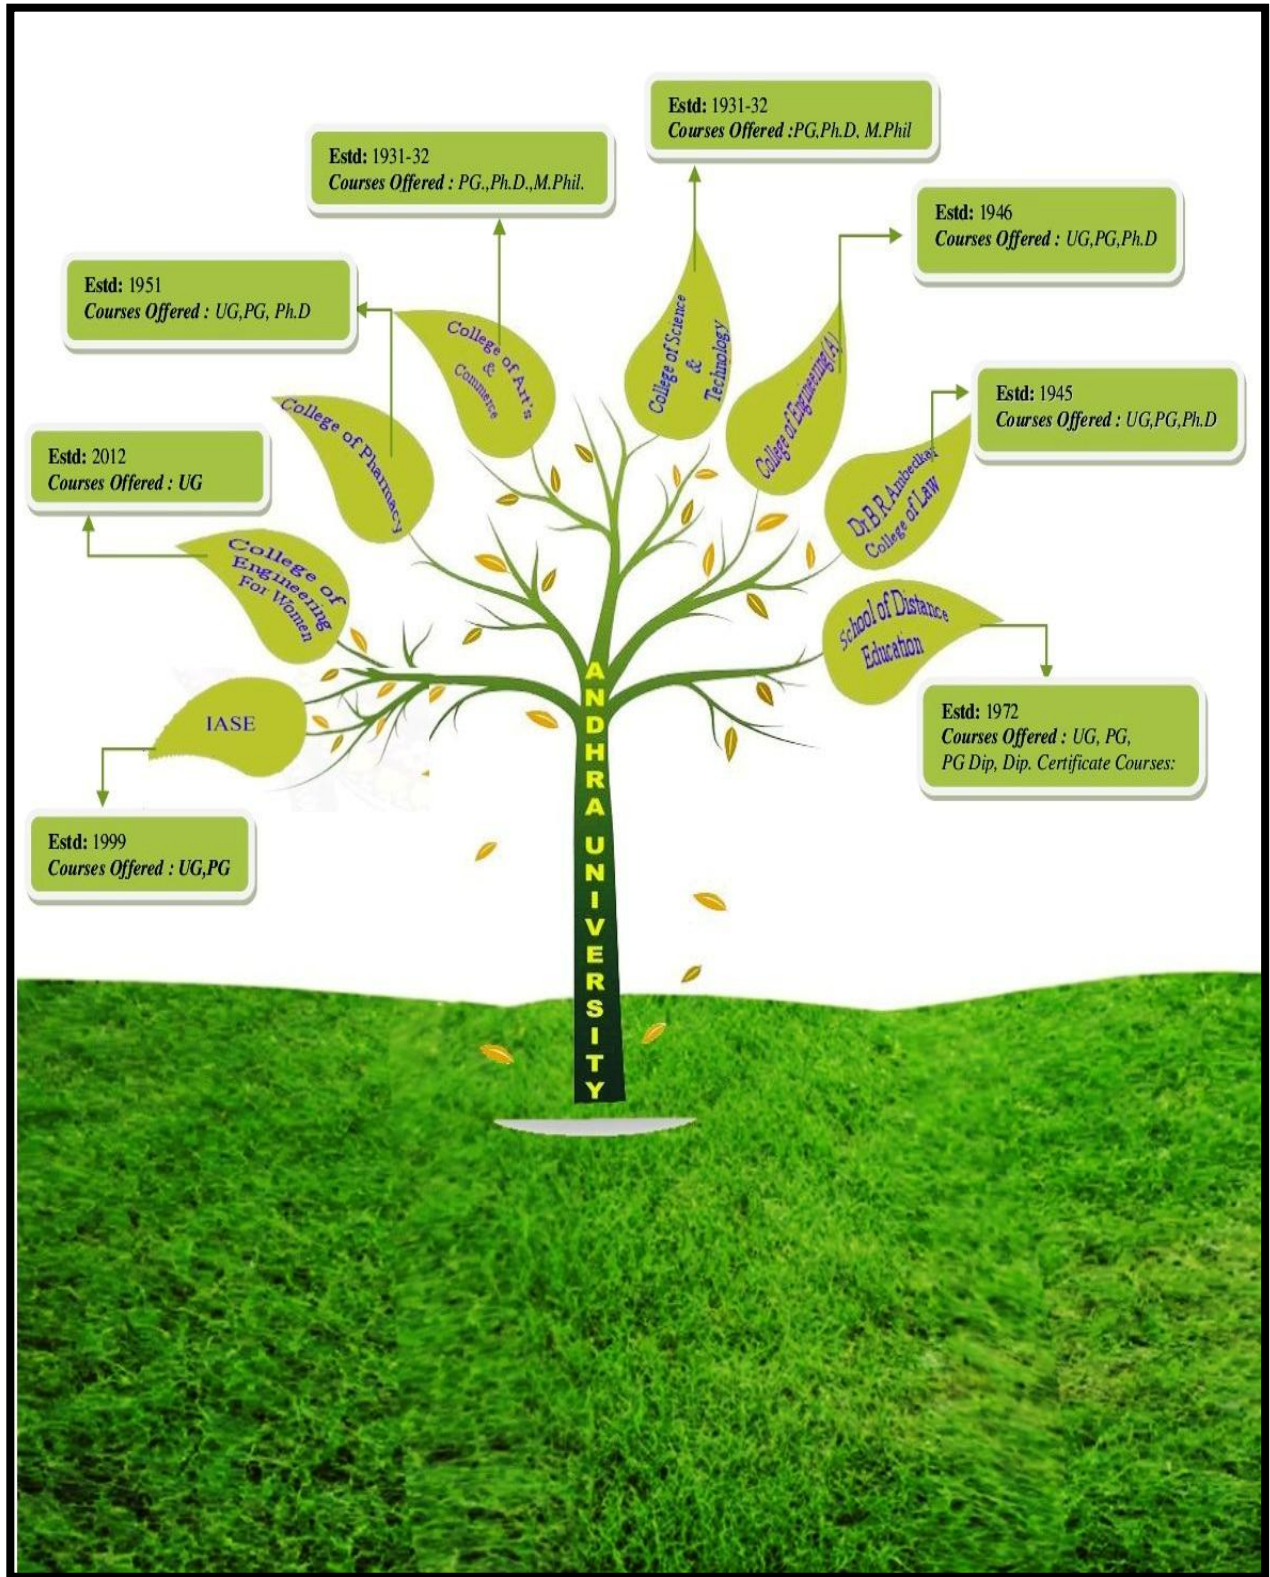 Estd: 1931-32
Courses Offered :PG,Ph.D, M.Phil
Estd: 1931-32
Courses Offered : PG.,Ph.D.,M.Phil.
Estd: 1946
Courses Offered : UG,PG,Ph.D
Estd: 1951
Courses Offered : UG,PG, Ph.D
College of Art's
&
Commerce
College of Science
&
Technology
College of Engineering(A)
Estd: 1945
Courses Offered : UG,PG,Ph.D
College of Pharmacy
Estd: 2012
Courses Offered : UG
Dr B.R.Ambedkar
College of Law
College of
Engineering
For Women
School of Distance
Education
IASE
Estd: 1972
Courses Offered : UG, PG,
PG Dip, Dip. Certificate Courses:
Estd: 1999
Courses Offered : UG,PG
ANDHRA UNIVERSITY